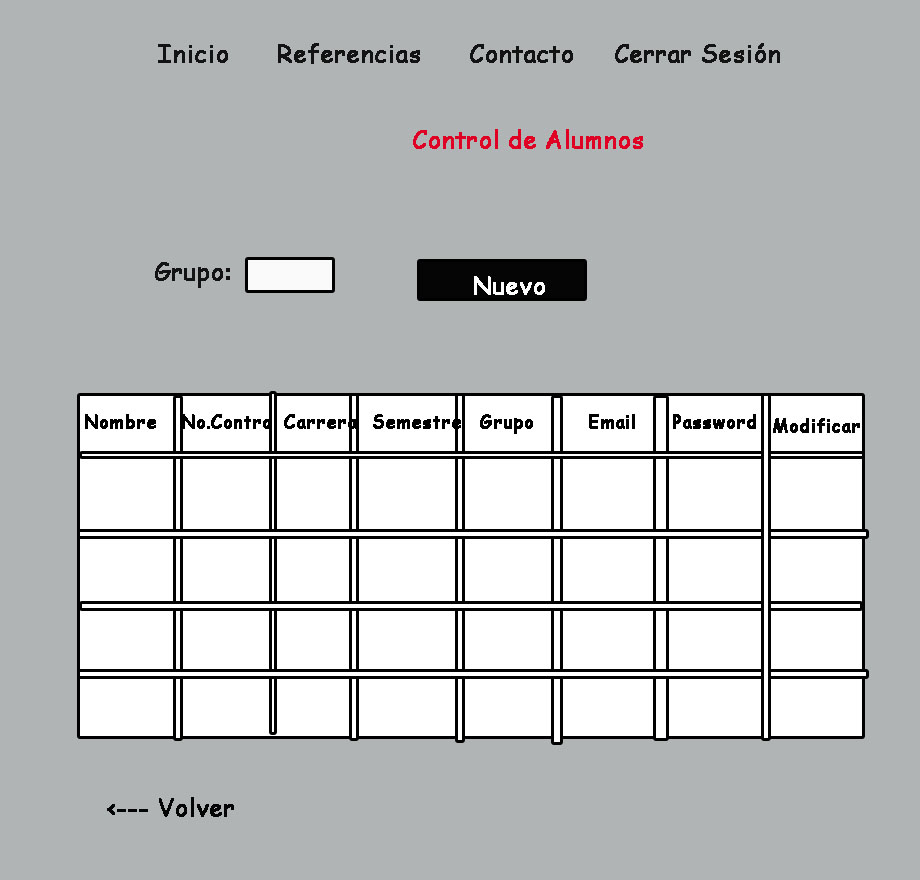 Inicio Referencias Contacto Cerrar Sesión
Control de Alumnos
Grupo: Nuevo
Nombre No.Contro Carrera Semestre Grupo Email Password Modificar
<--- Volver